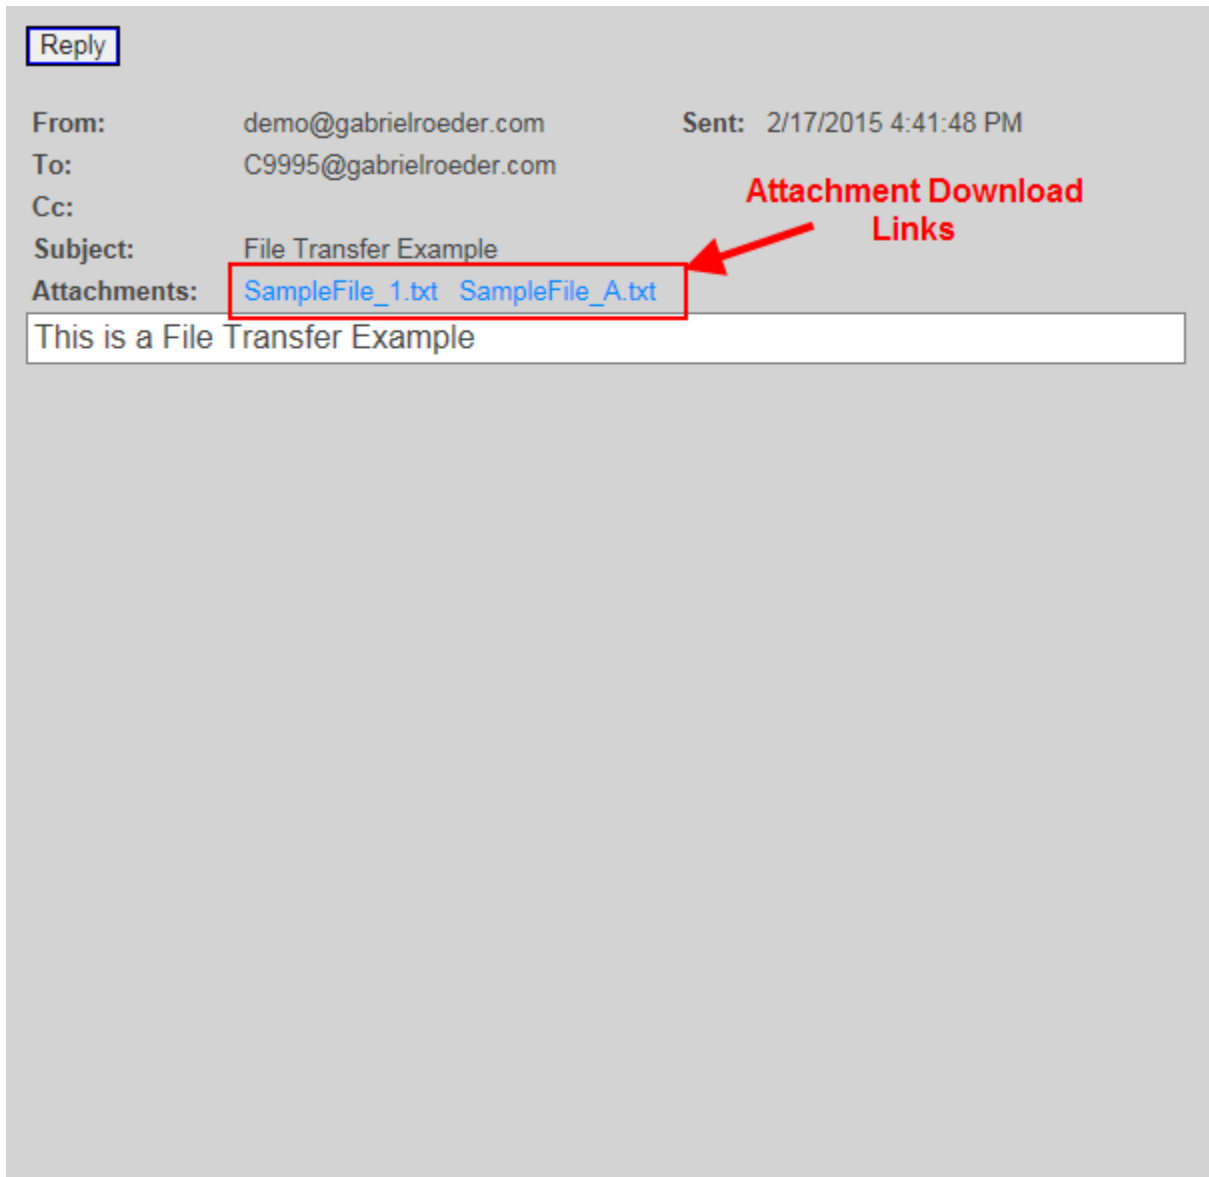 Reply
From: demo@gabrielroeder.com Sent: 2/17/2015 4:41:48 PM
To: C9995@gabrielroeder.com
Attachment Download
Links
Cc:
Subject: File Transfer Example
Attachments: SampleFile_1.txt SampleFile_A.txt
This is a File Transfer Example